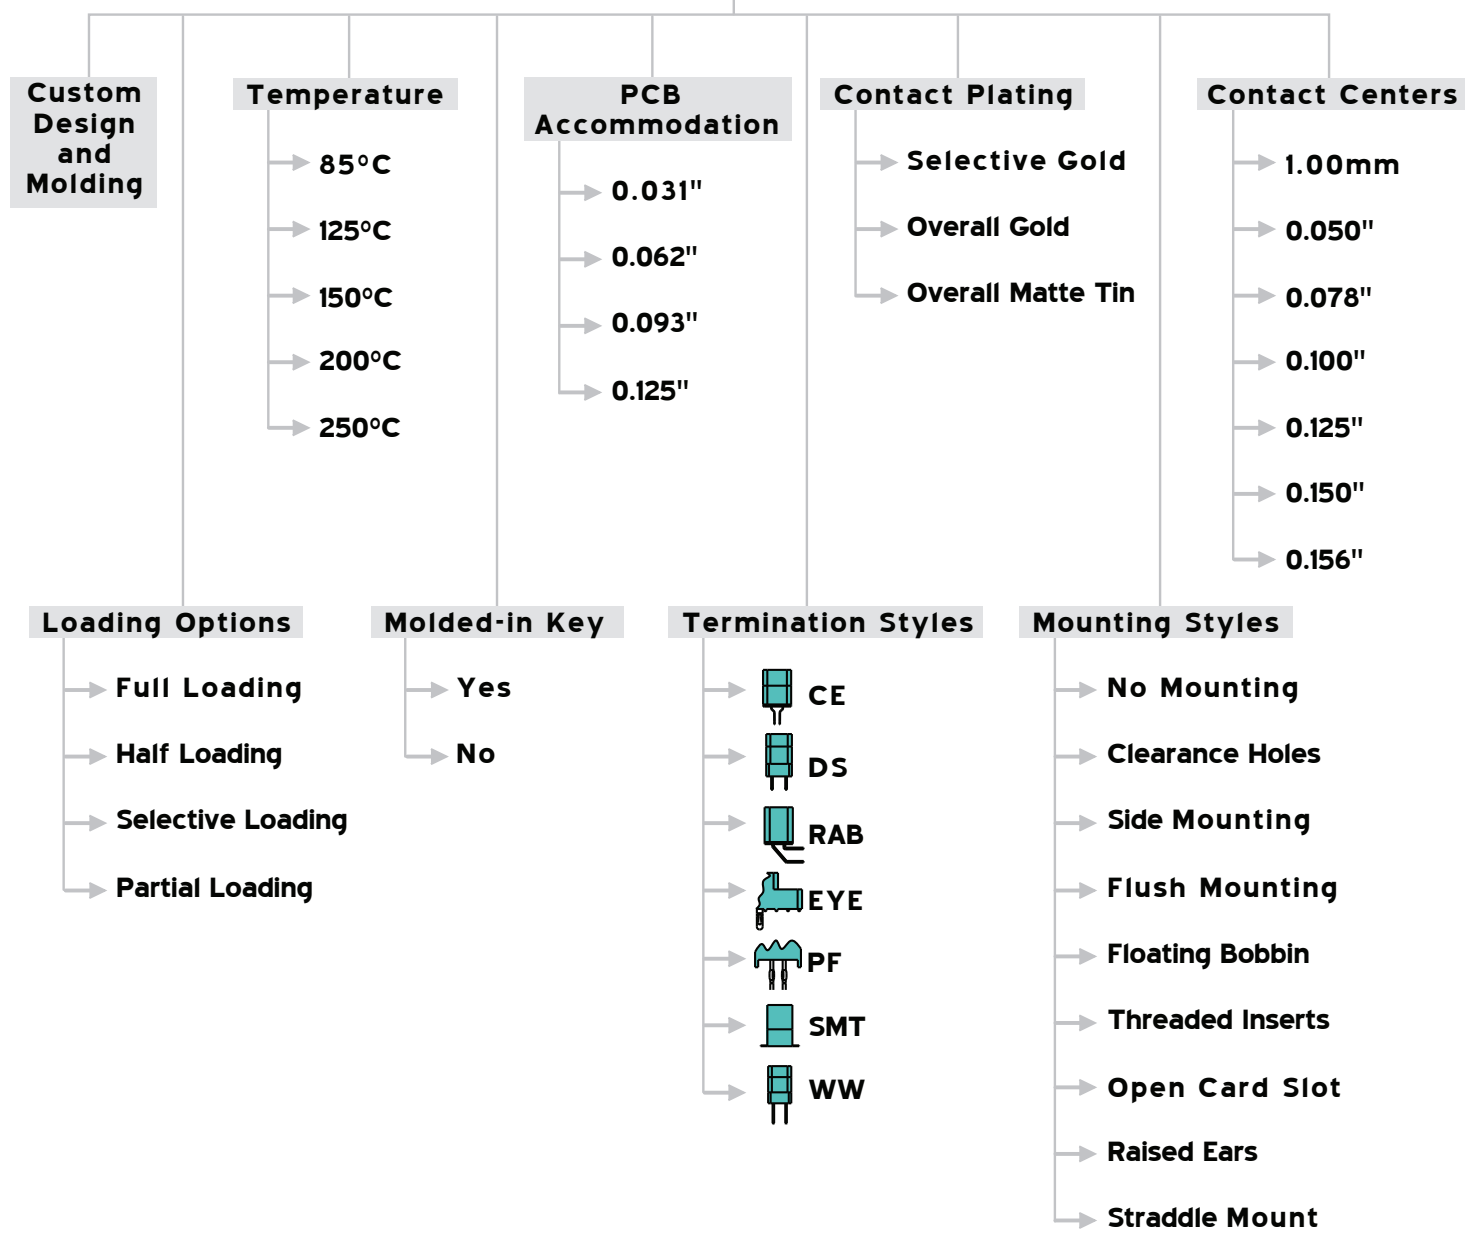 Custom
Design
and
Molding
Temperature
85°C
125°C
150°C
200°C
250°C
PCB
Accommodation
0.031"
0.062"
0.093"
0.125"
Contact Plating
Selective Gold
Overall Gold
Overall Matte Tin
Contact Centers
1.00mm
0.050"
0.078"
0.100"
0.125"
0.150"
0.156"
Loading Options
Full Loading
Half Loading
Selective Loading
Partial Loading
Molded-in Key
Yes
No
Termination Styles
CE
DS
RAB
EYE
PF
SMT
WW
Mounting Styles
No Mounting
Clearance Holes
Side Mounting
Flush Mounting
Floating Bobbin
Threaded Inserts
Open Card Slot
Raised Ears
Straddle Mount